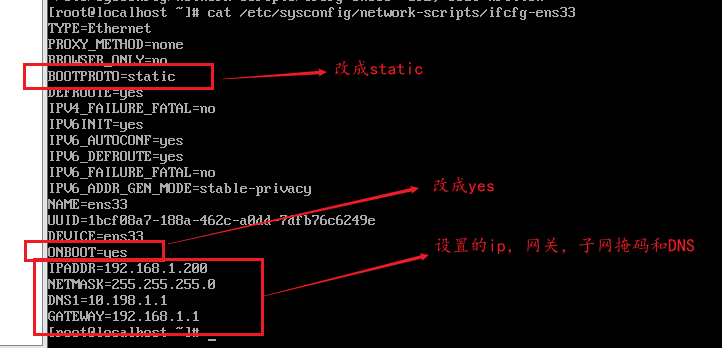 [root@localhost ~]# cat /etc/sysconfig/network-scripts/ifcfg-ens33
TYPE=Ethernet
PROXY_METHOD=none
BROWSER_ONLY=no
BOOTPROTO=static
改成static
DEFROUTE=yes
IPV4_FAILURE_FATAL=no
IPV6INIT=yes
IPV6_AUTOCONF=yes
IPV6_DEFROUTE=yes
IPV6_FAILURE_FATAL=no
IPV6_ADDR_GEN_MODE=stable-privacy
改成yes
NAME=ens33
UUID=1bcf08a7-188a-462c-a0dd-7dfb76c6249e
DEVICE=ens33
ONBOOT=yes
设置的ip，网关，子网掩码和DNS
IPADDR=192.168.1.200
NETMASK=255.255.255.0
DNS1=10.198.1.1
GATEWAY=192.168.1.1
[root@localhost ~]# _